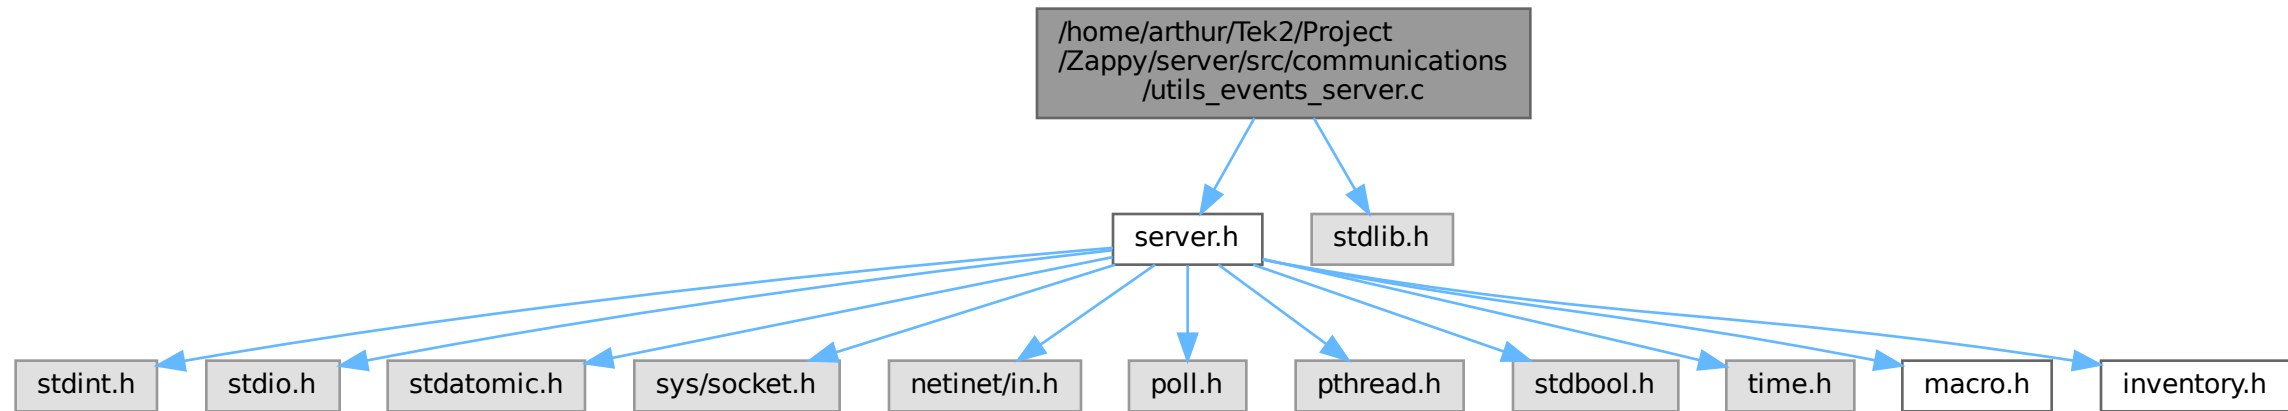 /home/arthur/Tek2/Project
/Zappy/server/src/communications
/utils_events_server.c
server.h
stdlib.h
stdint.h
stdio.h
stdatomic.h
sys/socket.h
netinet/in.h
poll.h
pthread.h
stdbool.h
time.h
macro.h
inventory.h